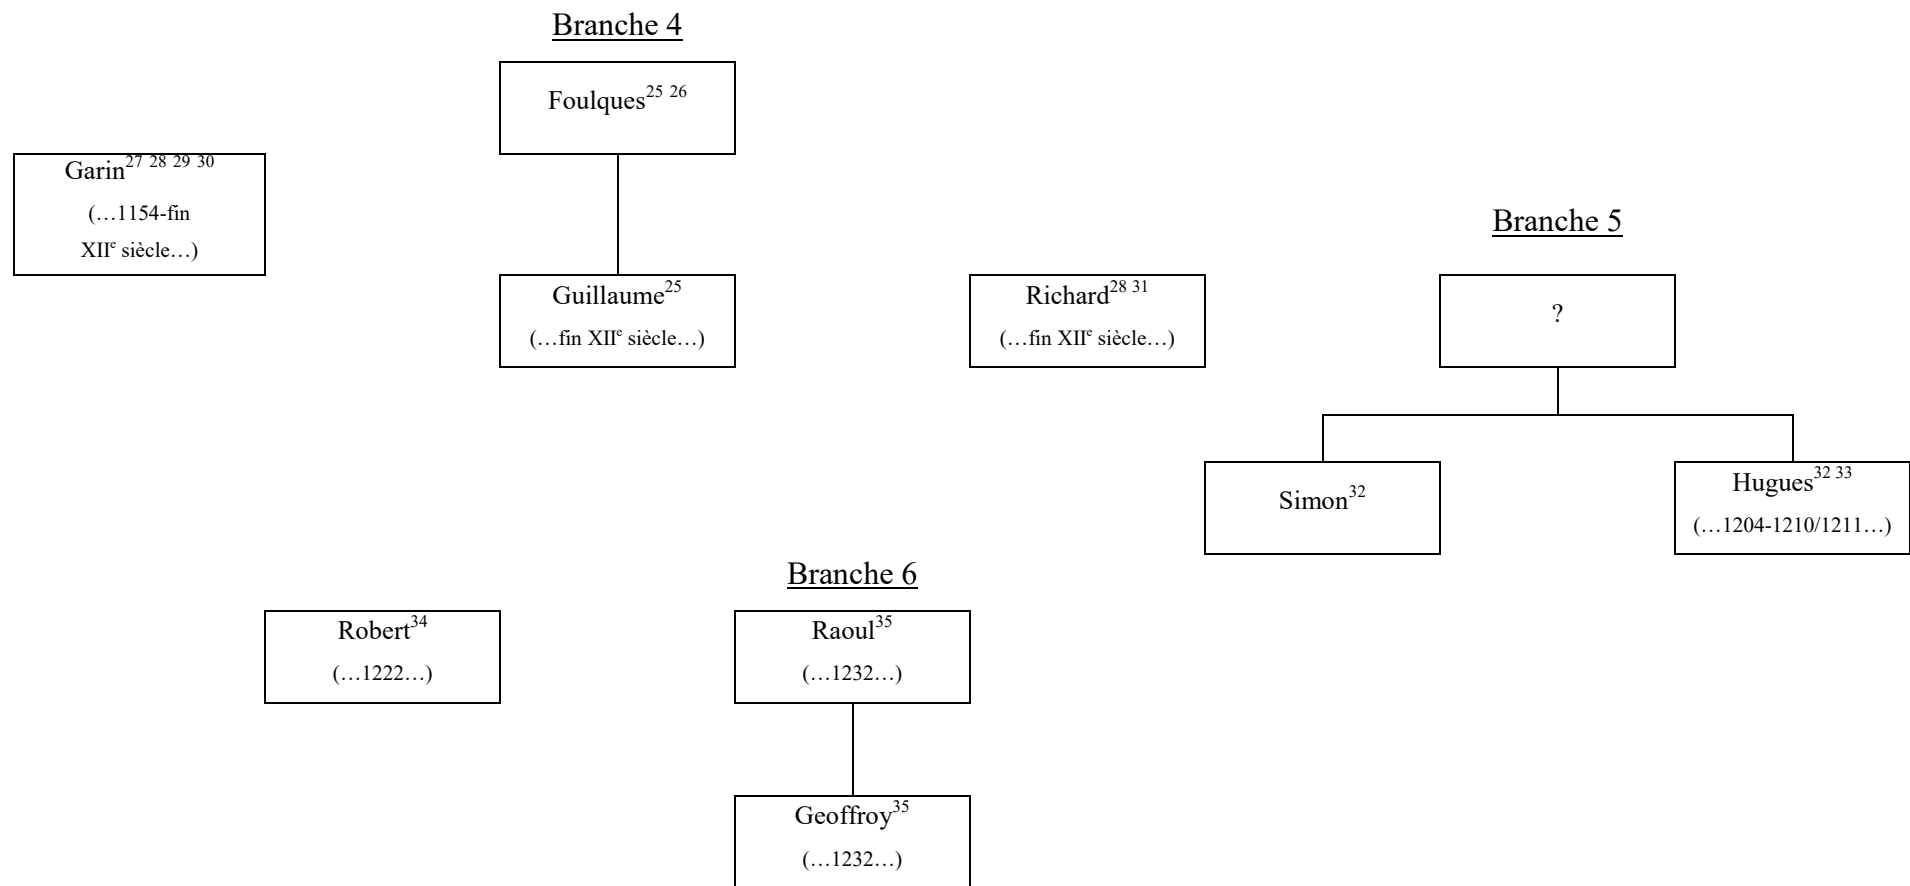 Branche 4
Foulques25 26
Garin27 28 29 30
(…1154-fin
XIIe siècle…)
Branche 5
Guillaume25
(…fin XIIe siècle…)
Richard28 31
(…fin XIIe siècle…)
?
Simon32
Hugues32 33
(…1204-1210/1211…)
Branche 6
Robert34
(…1222…)
Raoul35
(…1232…)
Geoffroy35
(…1232…)